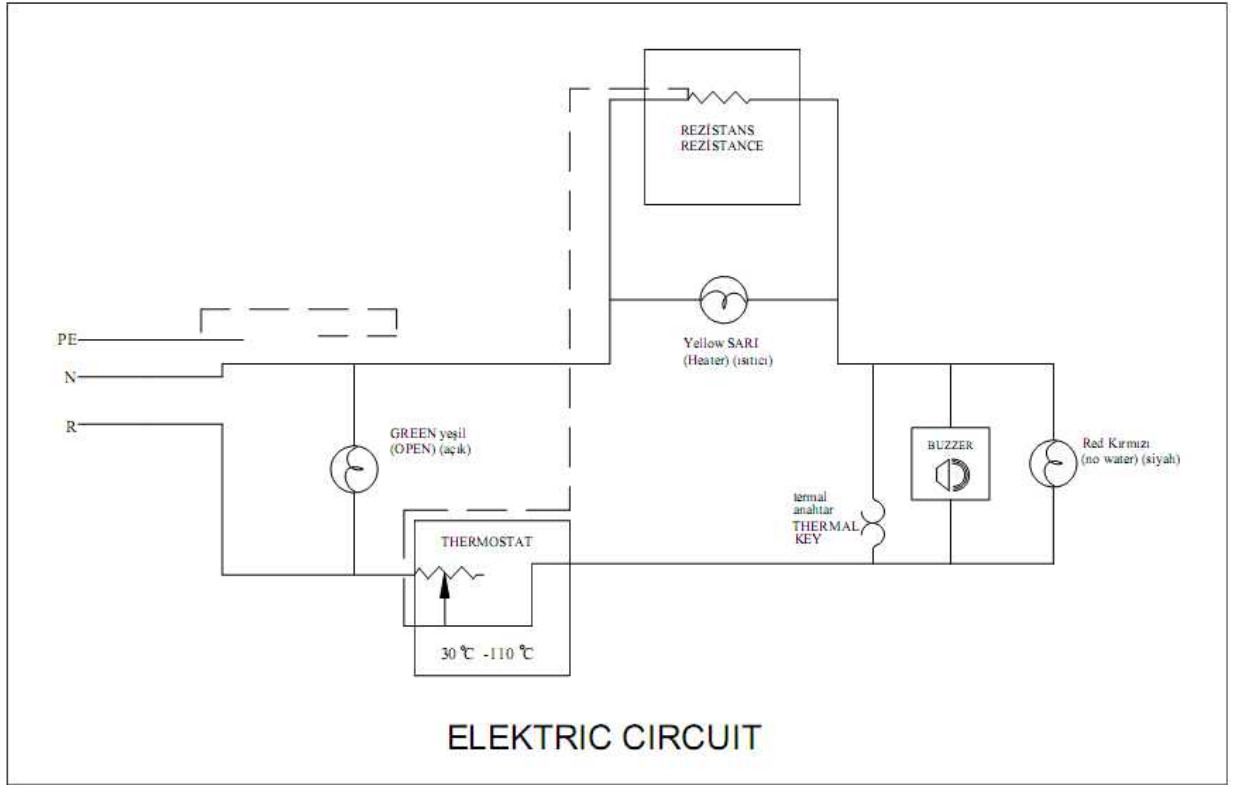 REZİSTANS
REZİSTANCE
Yellow SARI
(Heater) (ısıtıcı)
PE
N
R
GREEN yeşil
(OPEN) (açık)
BUZZER
Red Kırmızı
(no water) (siyah)
termal
anahtar
THERMAL
KEY
THERMOSTAT
30 ℃ -110 ℃
ELEKTRIC CIRCUIT